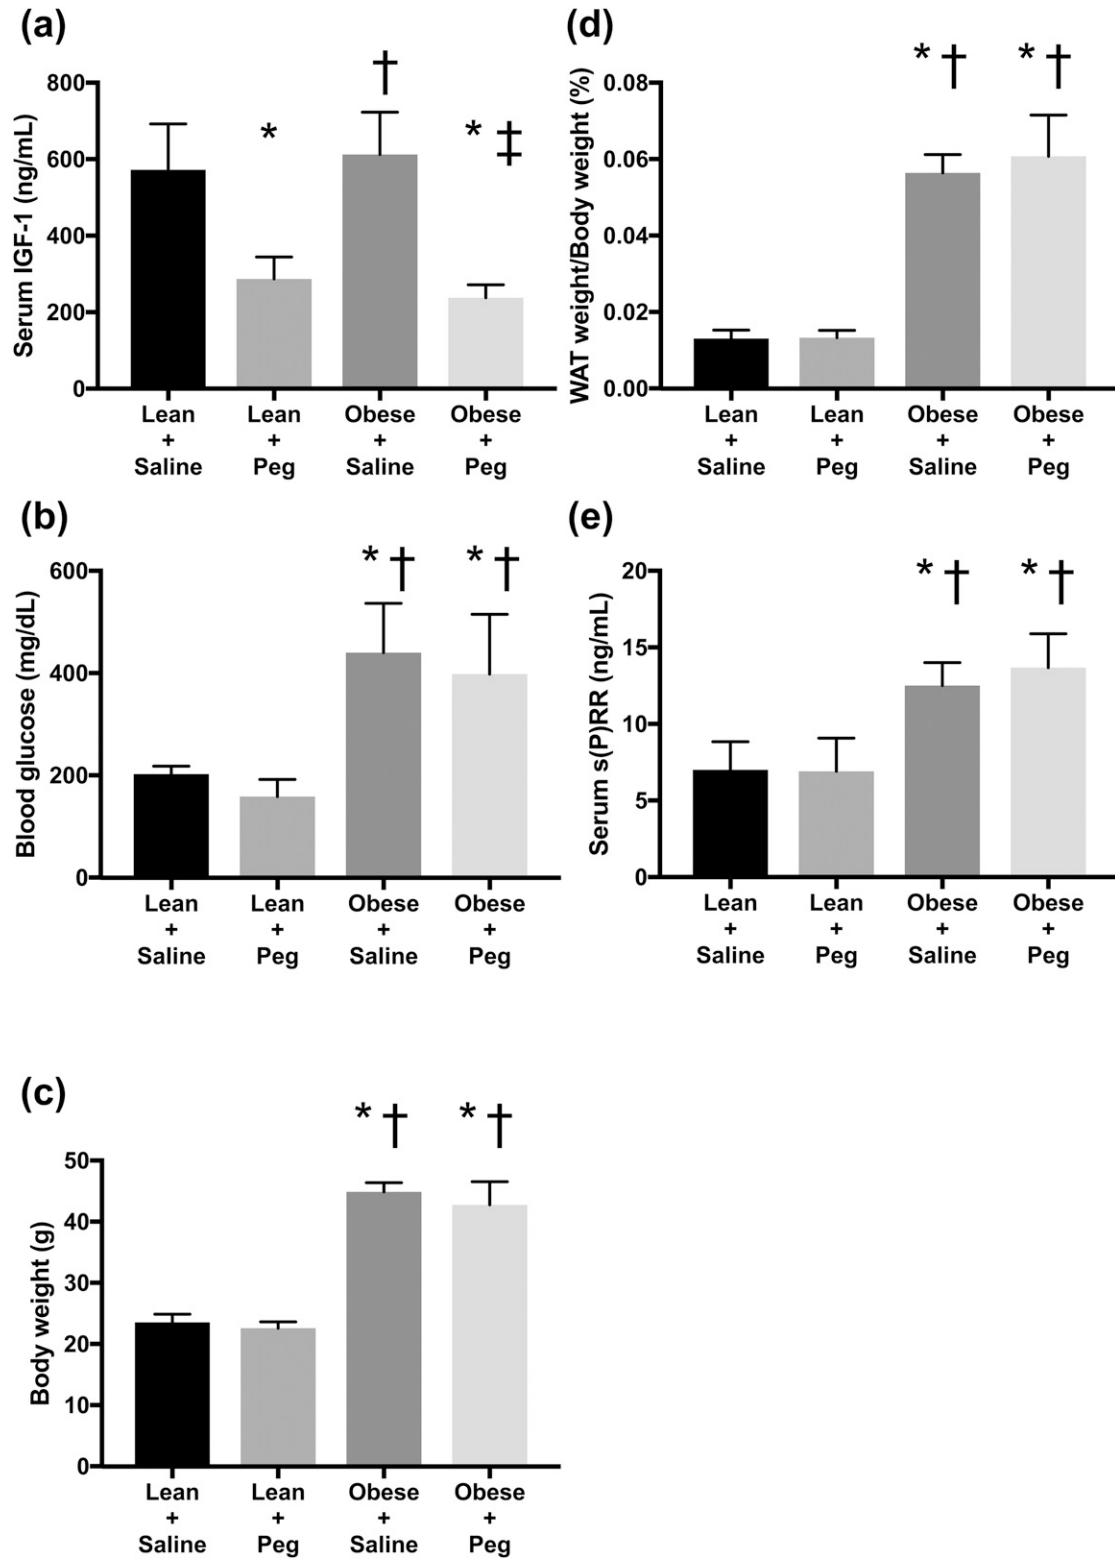 (a)
* † * ‡
Serum IGF-1 (ng/mL)
800
600
400
200
0
Lean Lean Obese Obese
+ + + +
Saline Peg Saline Peg
(d)
* † * †
WAT weight/Body weight (%)
0.08
0.06
0.04
0.02
0.00
Lean Lean Obese Obese
+ + + +
Saline Peg Saline Peg
(b)
* † * †
Blood glucose (mg/dL)
600
400
200
0
Lean Lean Obese Obese
+ + + +
Saline Peg Saline Peg
(e)
* † * †
Serum s(P)RR (ng/mL)
20
15
10
5
0
Lean Lean Obese Obese
+ + + +
Saline Peg Saline Peg
(c)
* † * †
Body weight (g)
50
40
30
20
10
0
Lean Lean Obese Obese
+ + + +
Saline Peg Saline Peg